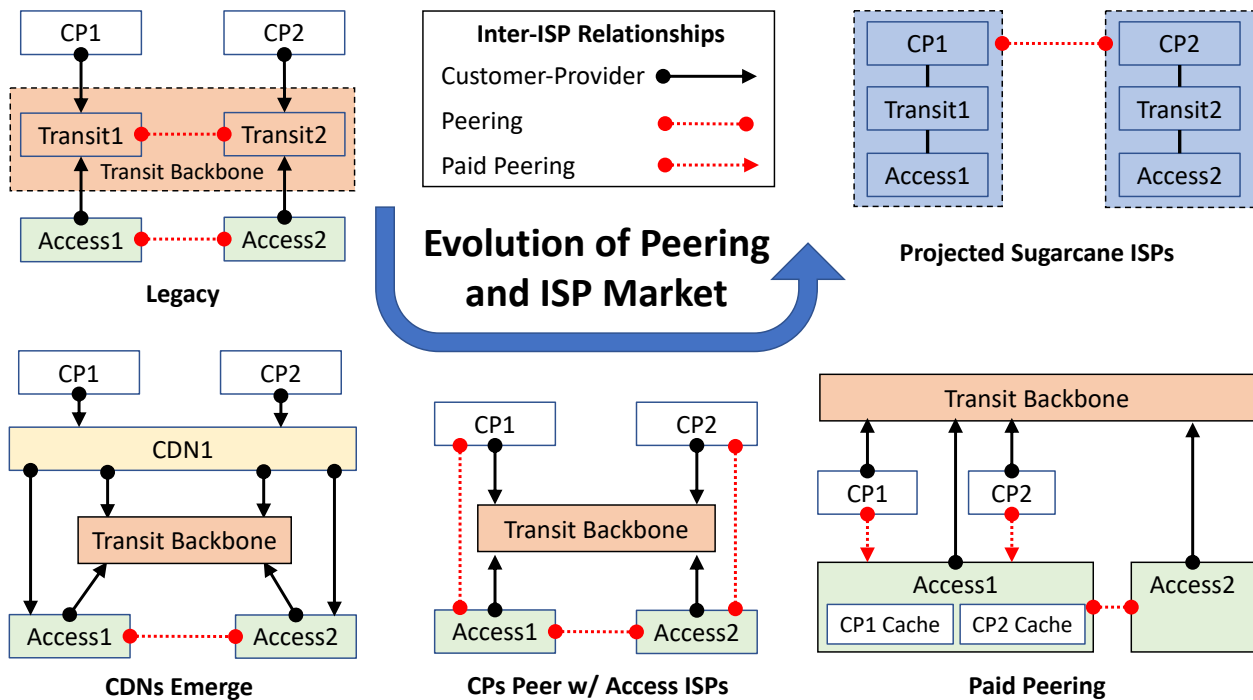 CP1
CP2
Transit1
Transit2
Transit Backbone
Access1
Access2
Legacy
Inter-ISP Relationships
Customer-Provider
Peering
Paid Peering
CP1
CP2
Transit1
Transit2
Access1
Access2
Projected Sugarcane ISPs
Evolution of Peering
and ISP Market
CP1
CP2
CDN1
Transit Backbone
Access1
Access2
CDNs Emerge
CP1
CP2
Transit Backbone
Access1
Access2
CPs Peer w/ Access ISPs
Transit Backbone
CP1
CP2
Access1
Access2
CP1 Cache
CP2 Cache
Paid Peering